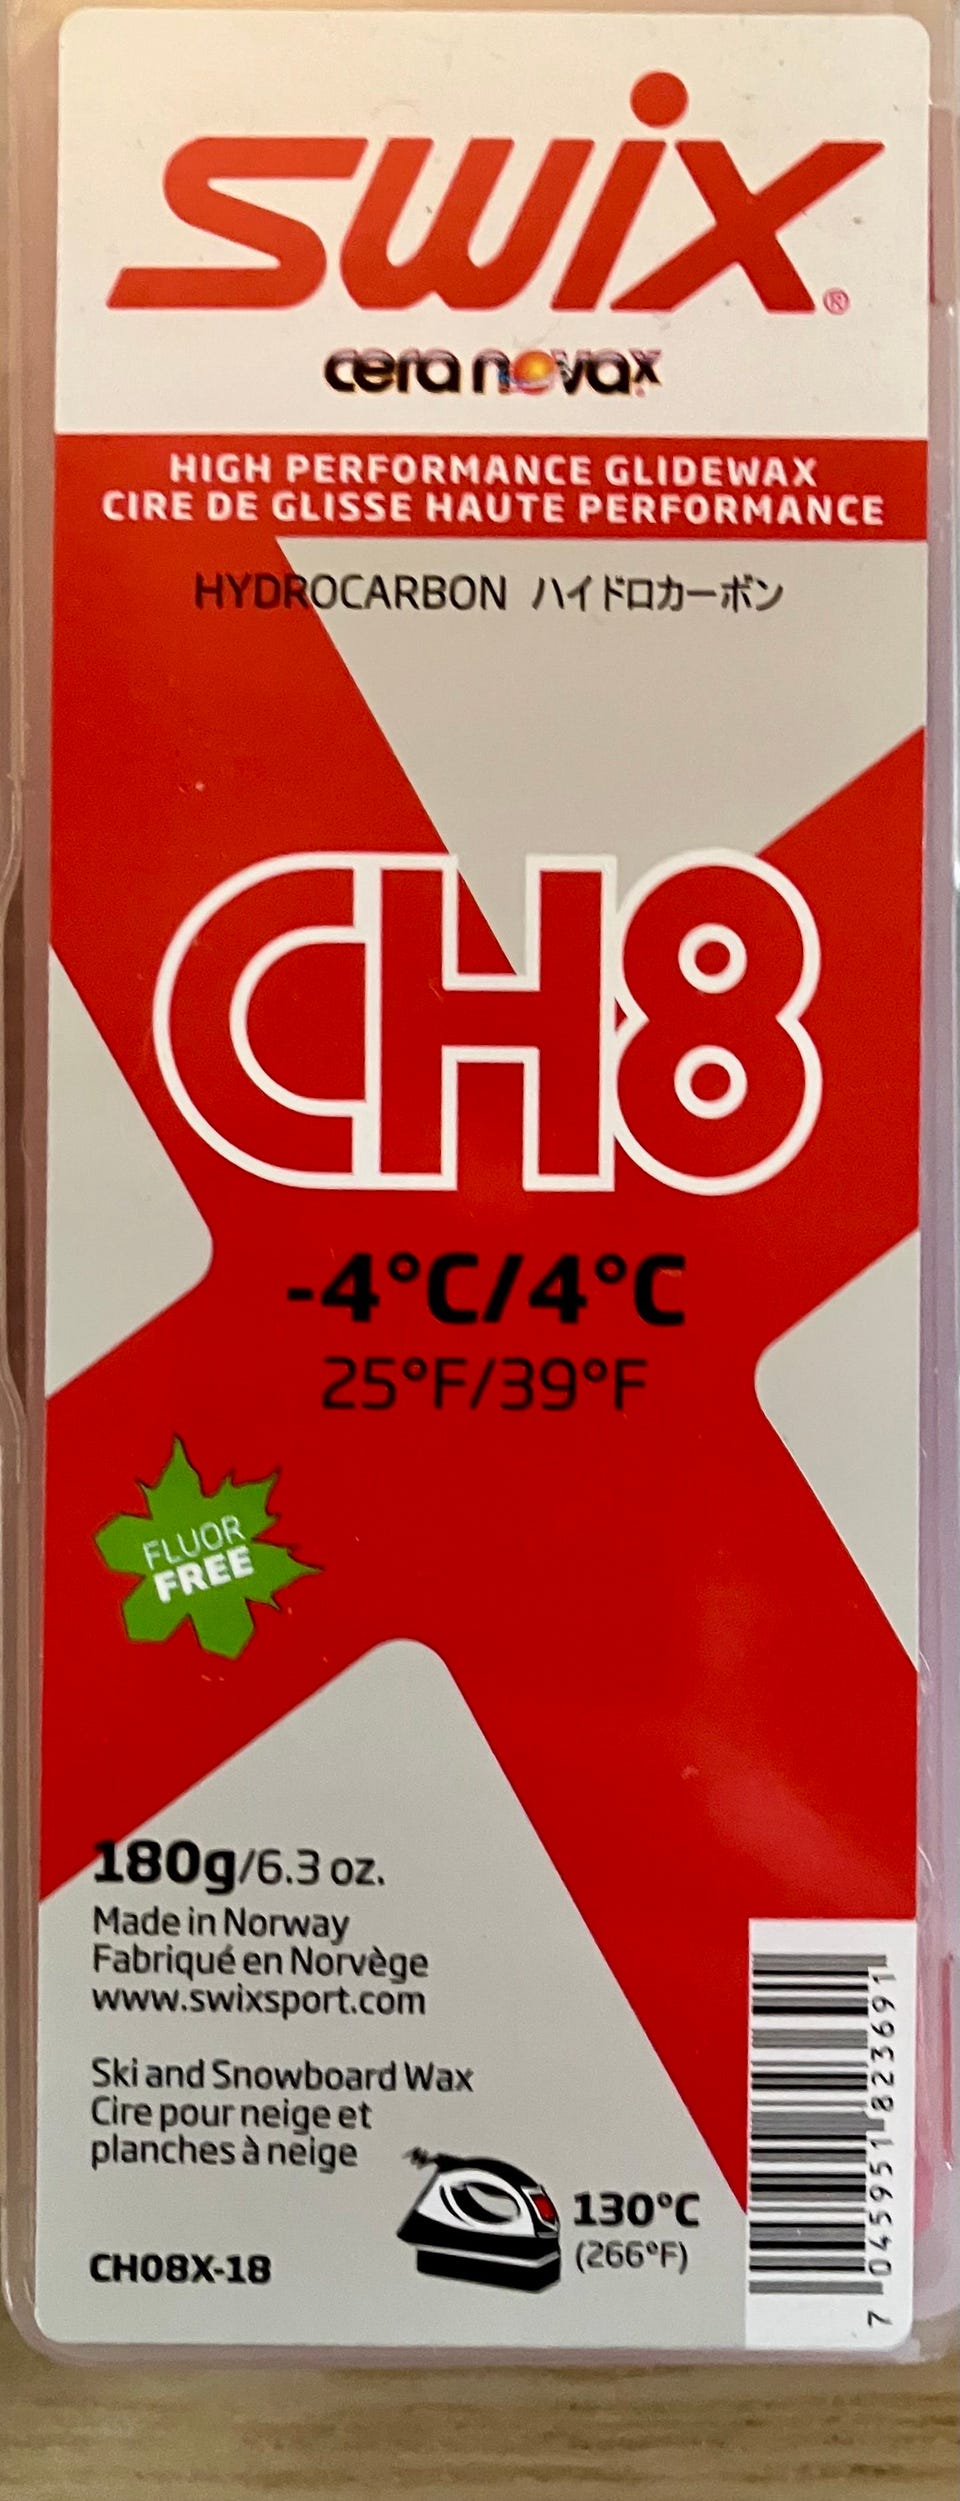 SWIX®
cera novax
HIGH PERFORMANCE GLIDEWAX
CIRE DE GLISSE HAUTE PERFORMANCE
HYDROCARBON ハイドロカーボン
CH8
-4°C/4°C
25°F/39°F
FLUOR
FREE
180g/6.3 oz.
Made in Norway
Fabriqué en Norvège
www.swixsport.com
Ski and Snowboard Wax
Cire pour neige et
planches à neige
130°C
(266°F)
CH08X-18
7 045951 823691